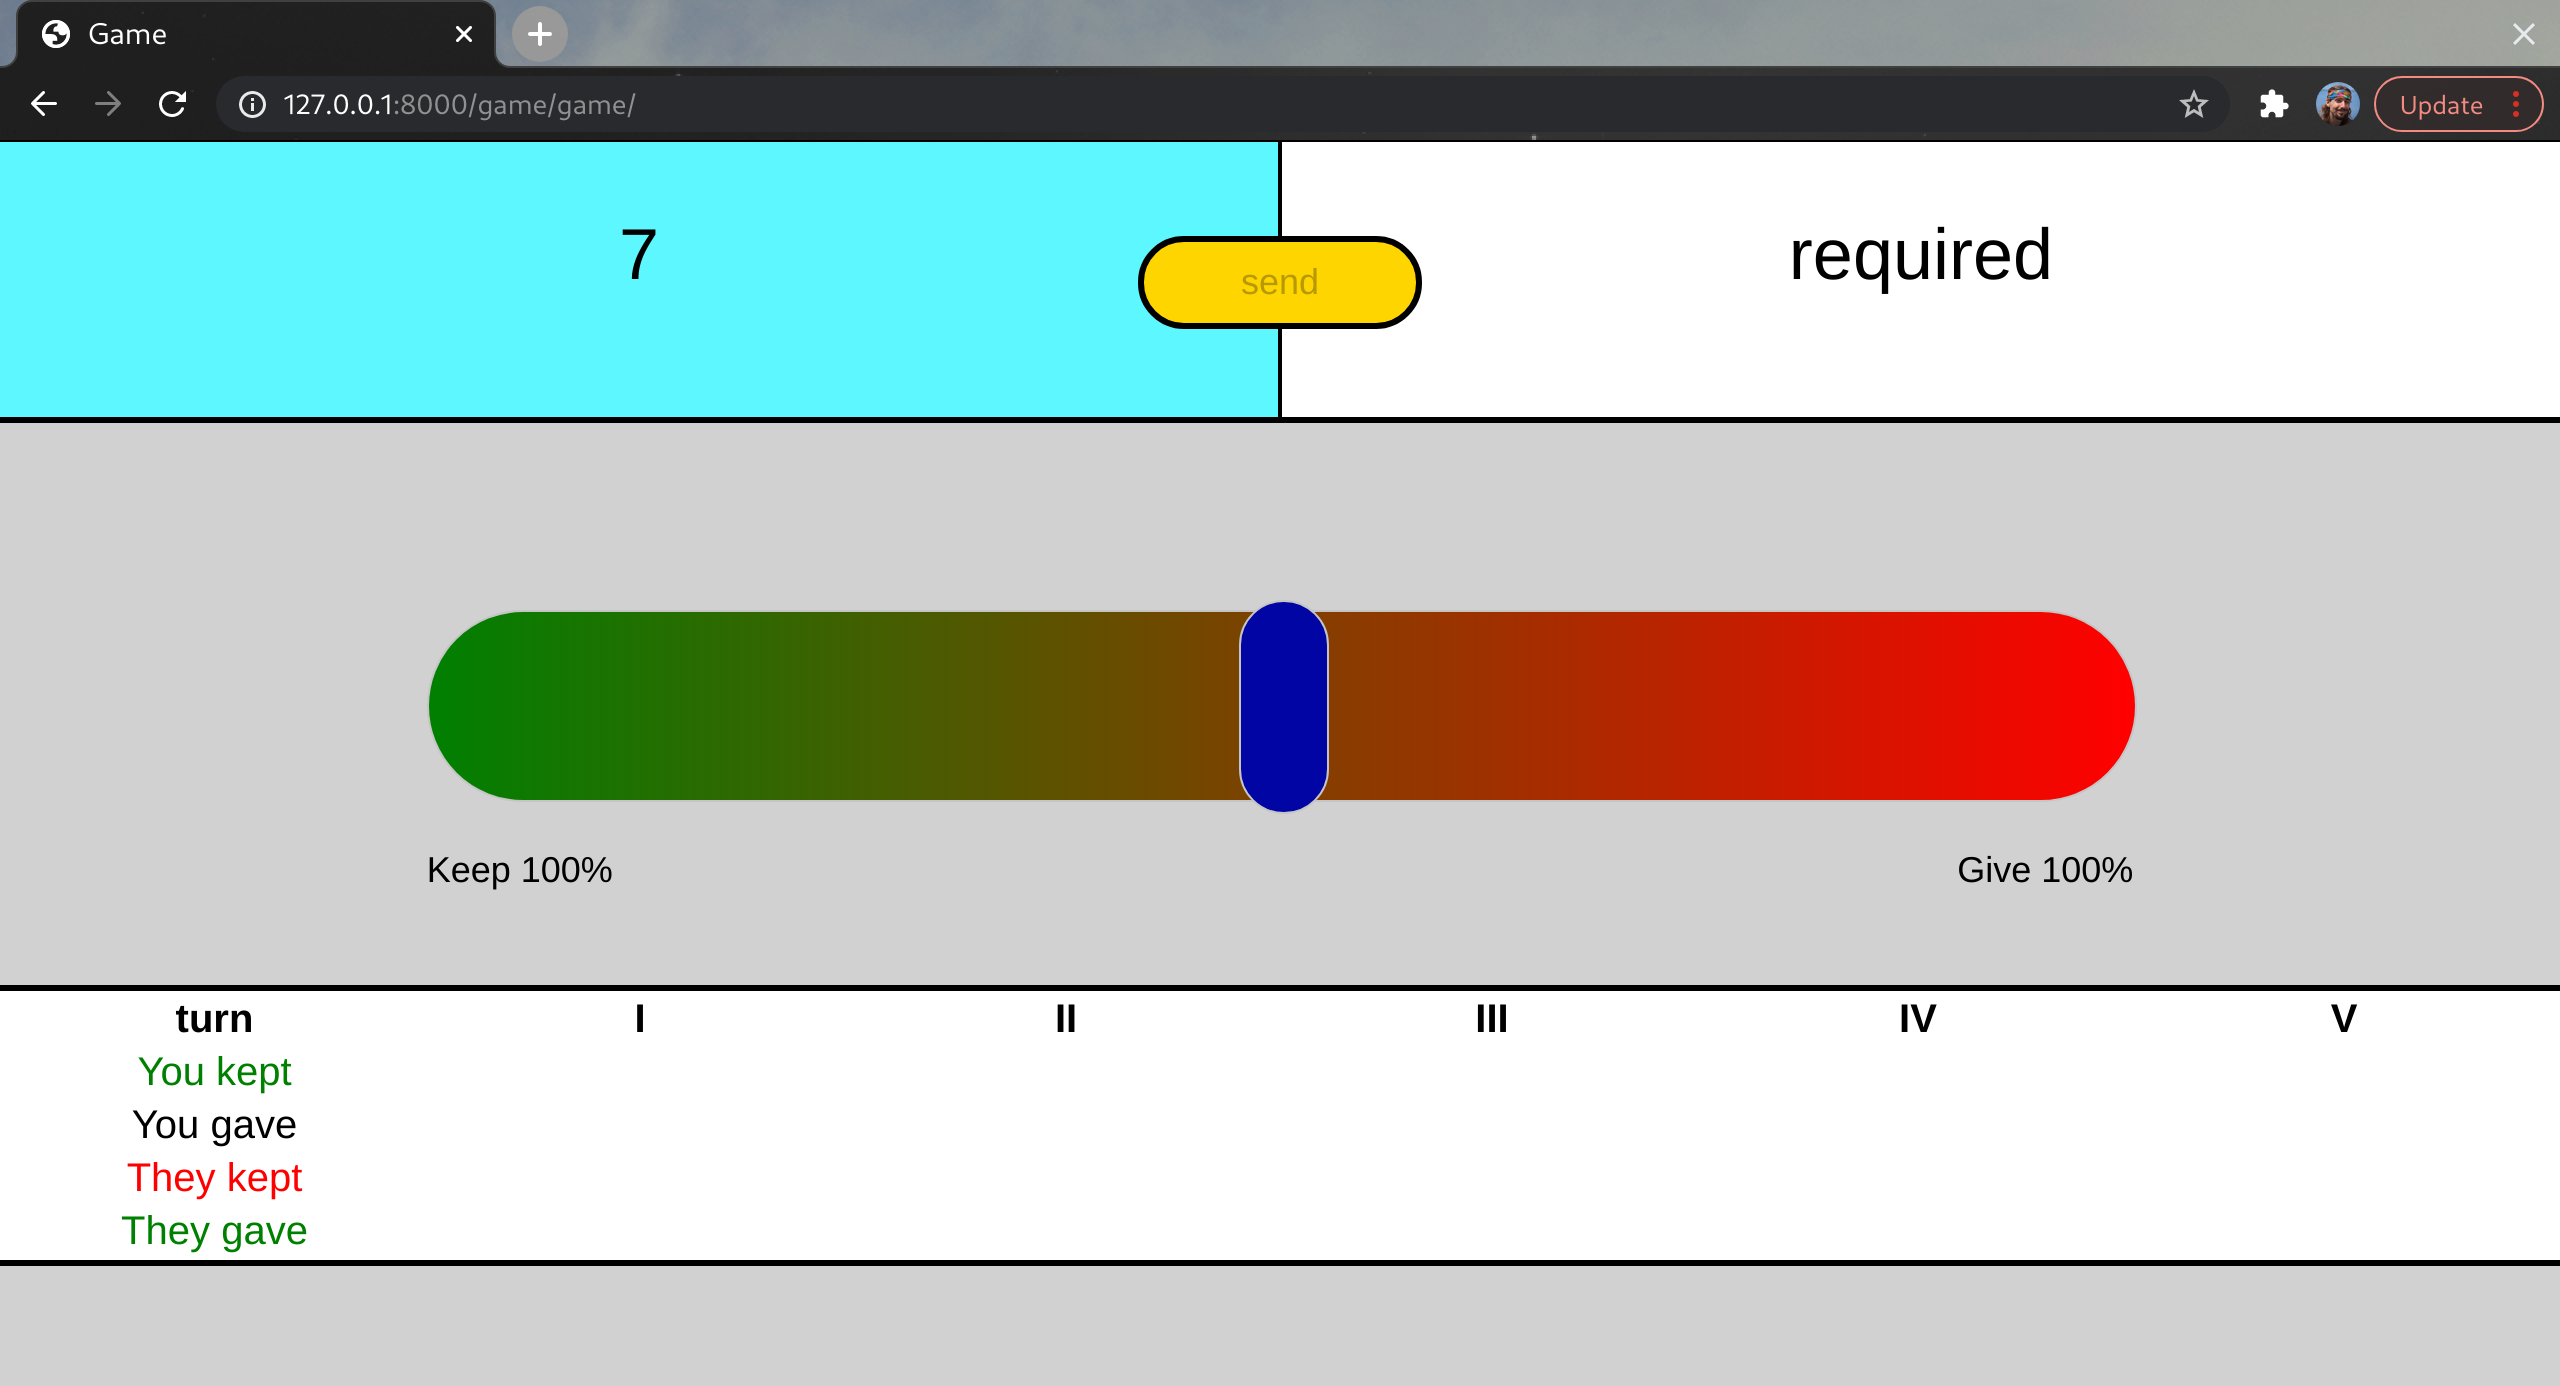 Game
127.0.0.1:8000/game/game/
Update
7
send
required
Keep 100%
Give 100%
turn I II III IV V
You kept
You gave
They kept
They gave